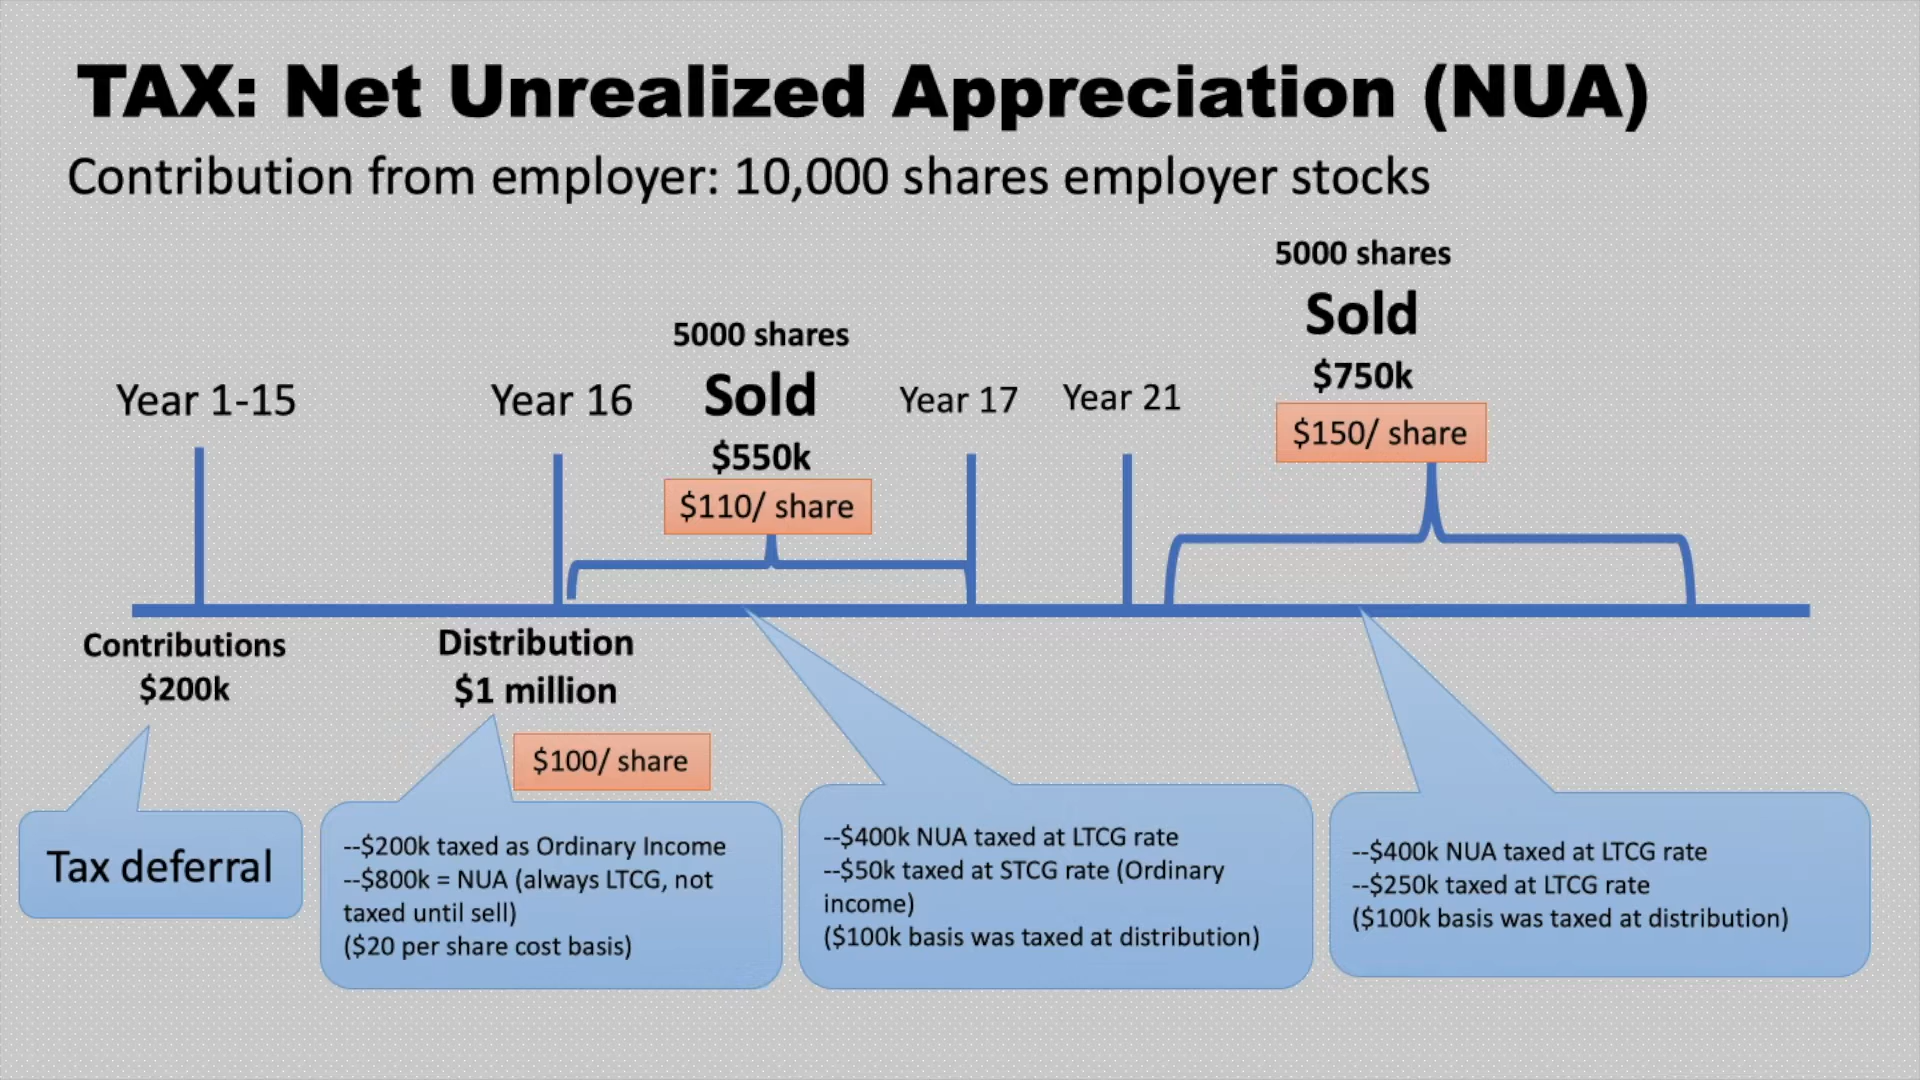 TAX: Net Unrealized Appreciation (NUA)
Contribution from employer: 10,000 shares employer stocks
5000 shares
Sold
$750k
$150/ share
5000 shares
Sold
$550k
$110/ share
Year 1-15
Year 16
Year 17
Year 21
Contributions
$200k
Distribution
$1 million
$100/ share
Tax deferral
--$200k taxed as Ordinary Income
--$800k = NUA (always LTCG, not
taxed until sell)
($20 per share cost basis)
--$400k NUA taxed at LTCG rate
--$50k taxed at STCG rate (Ordinary
income)
($100k basis was taxed at distribution)
--$400k NUA taxed at LTCG rate
--$250k taxed at LTCG rate
($100k basis was taxed at distribution)